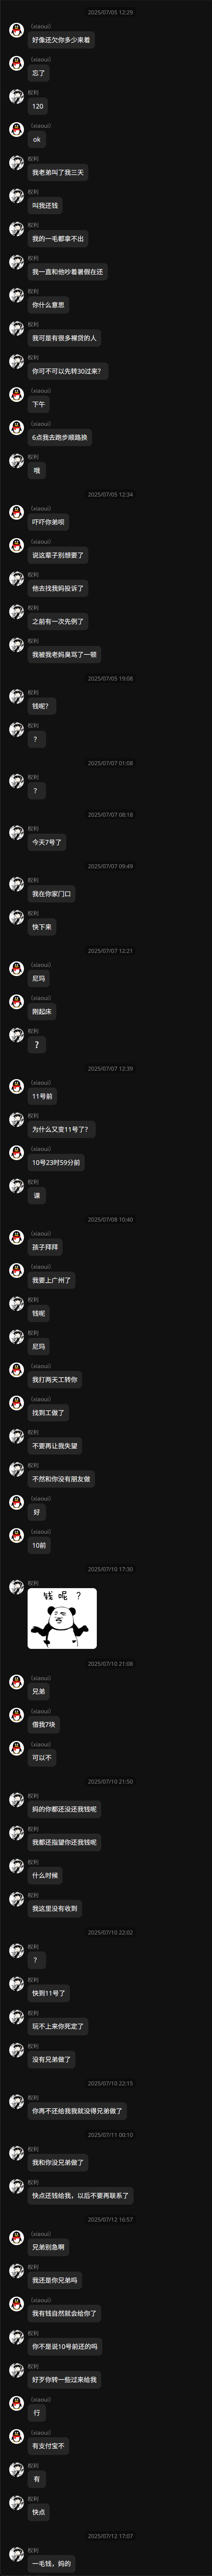 2025/07/05 12:29
（xiaoui）
好像还欠你多少来着
（xiaoui）
忘了
权利
120
（xiaoui）
ok
权利
我老弟叫了我三天
权利
叫我还钱
权利
我的一毛都拿不出
权利
我一直和他吵着暑假在还
权利
你什么意思
权利
我可是有很多裸贷的人
权利
你可不可以先转30过来？
（xiaoui）
下午
（xiaoui）
6点我去跑步顺路换
权利
哦
2025/07/05 12:34
（xiaoui）
吓吓你弟呗
（xiaoui）
说这辈子别想要了
权利
他去找我妈投诉了
权利
之前有一次先例了
权利
我被我老妈臭骂了一顿
2025/07/05 19:08
权利
钱呢？
权利
？
2025/07/07 01:08
权利
？
2025/07/07 08:18
权利
今天7号了
2025/07/07 09:49
权利
我在你家门口
权利
快下来
2025/07/07 12:21
（xiaoui）
尼玛
（xiaoui）
刚起床
权利
？
2025/07/07 13:39
（xiaoui）
11号前
权利
为什么又变11号了？
（xiaoui）
10号23时59分前
权利
课
2025/07/08 10:40
（xiaoui）
孩子拜拜
（xiaoui）
我要上广州了
权利
钱呢
权利
尼玛
（xiaoui）
我打两天工转你
（xiaoui）
找到工做了
权利
不要再让我失望
权利
不然和你没有朋友做
（xiaoui）
好
（xiaoui）
10前
2025/07/10 17:30
权利
钱呢？
2025/07/10 21:08
（xiaoui）
兄弟
（xiaoui）
借我7块
（xiaoui）
可以不
2025/07/10 21:50
权利
妈的你都还没还我钱呢
权利
我都还指望你还我钱呢
权利
什么时候
权利
我这里没有收到
2025/07/10 22:02
权利
？
权利
快到11号了
权利
玩不上来你死定了
权利
没有兄弟做了
2025/07/10 22:15
权利
你再不还给我我就没得兄弟做了
2025/07/11 00:10
权利
我和你没兄弟做了
权利
快点还钱给我，以后不要再联系了
2025/07/12 16:57
（xiaoui）
兄弟别急啊
权利
我还是你兄弟吗
（xiaoui）
我有钱自然就会给你了
权利
你不是说10号前还的吗
权利
好歹你转一些过来给我
（xiaoui）
行
（xiaoui）
有支付宝不
权利
有
权利
快点
2025/07/12 17:07
权利
一毛钱，妈的